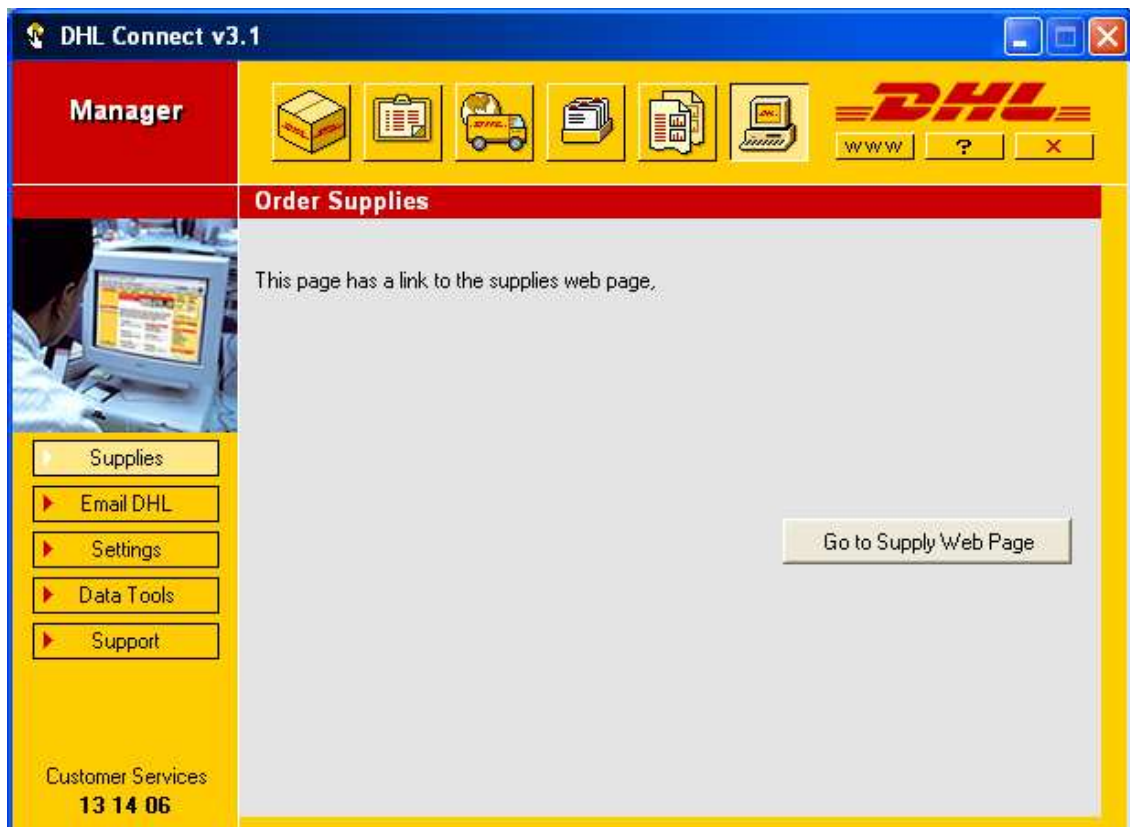 DHL Connect v3.1
Manager
DHL
www
?
Order Supplies
This page has a link to the supplies web page,
Supplies
Email DHL
Settings
Data Tools
Support
Go to Supply Web Page
Customer Services
13 14 06